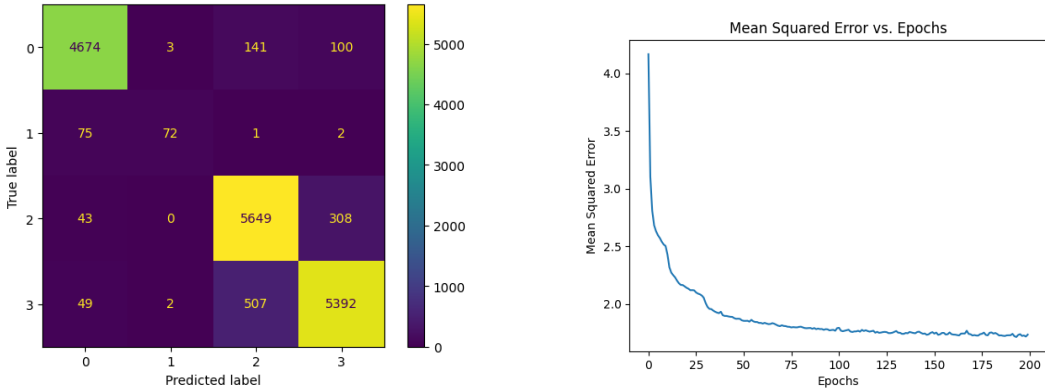 True label
0
1
2
3
4674 3 141 100
75 72 1 2
43 0 5649 308
49 2 507 5392
0 1 2 3
Predicted label
5000
4000
3000
2000
1000
0
Mean Squared Error vs. Epochs
Mean Squared Error
4.0
3.5
3.0
2.5
2.0
0 25 50 75 100 125 150 175 200
Epochs